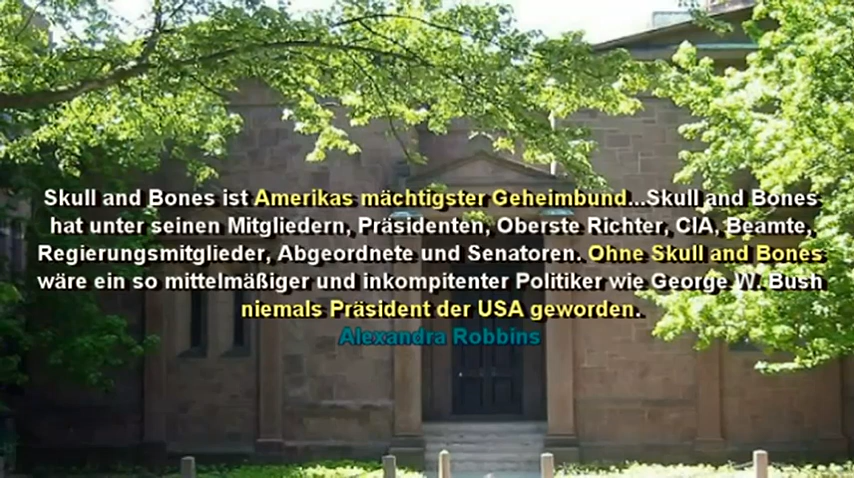 Skull and Bones ist Amerikas mächtigster Geheimbund...Skull and Bones
hat unter seinen Mitgliedern, Präsidenten, Oberste Richter, CIA, Beamte,
Regierungsmitglieder, Abgeordnete und Senatoren. Ohne Skull and Bones
wäre ein so mittelmäßiger und inkompitenter Politiker wie George W. Bush
niemals Präsident der USA geworden.
Alexandra Robbins